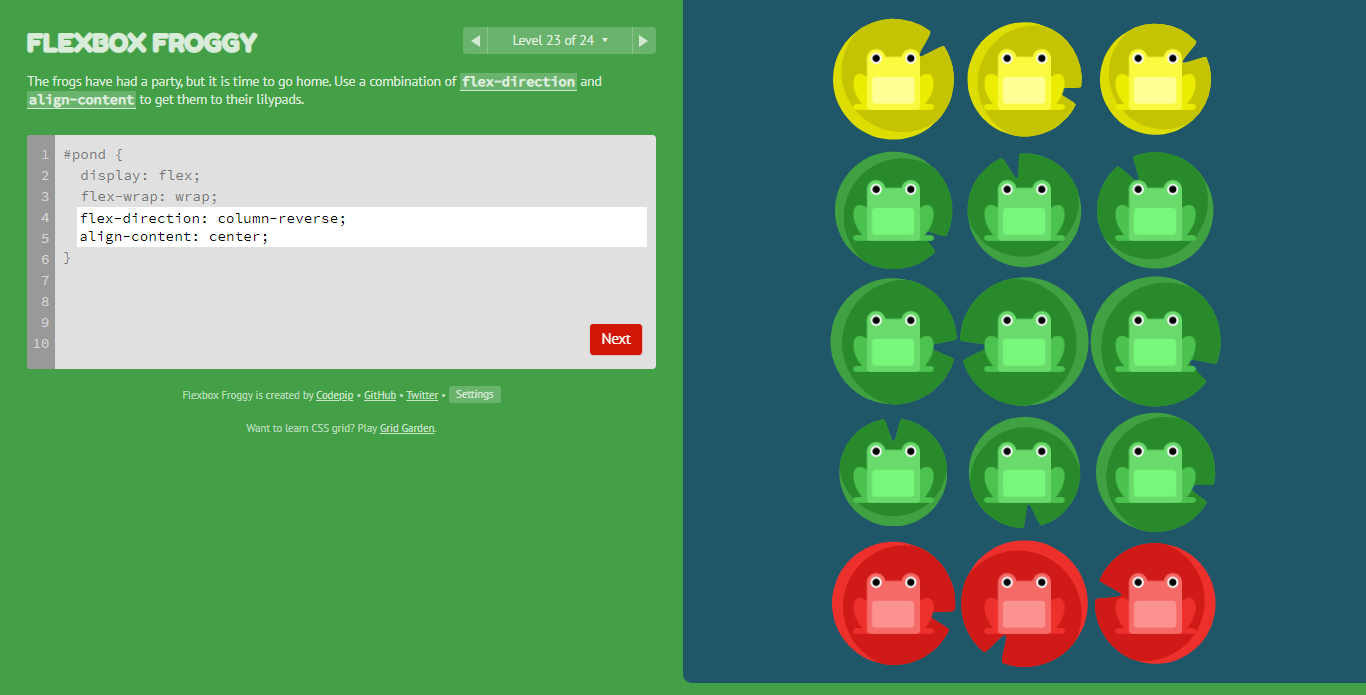 FLEXBOX FROGGY
◀ Level 23 of 24 ▾ ▶
The frogs have had a party, but it is time to go home. Use a combination of flex-direction and
align-content to get them to their lilypads.
1 #pond {
2 display: flex;
3 flex-wrap: wrap;
4 flex-direction: column-reverse;
5 align-content: center;
6 }
7
8
9
10
Next
Flexbox Froggy is created by Codepip • GitHub • Twitter • Settings
Want to learn CSS grid? Play Grid Garden.